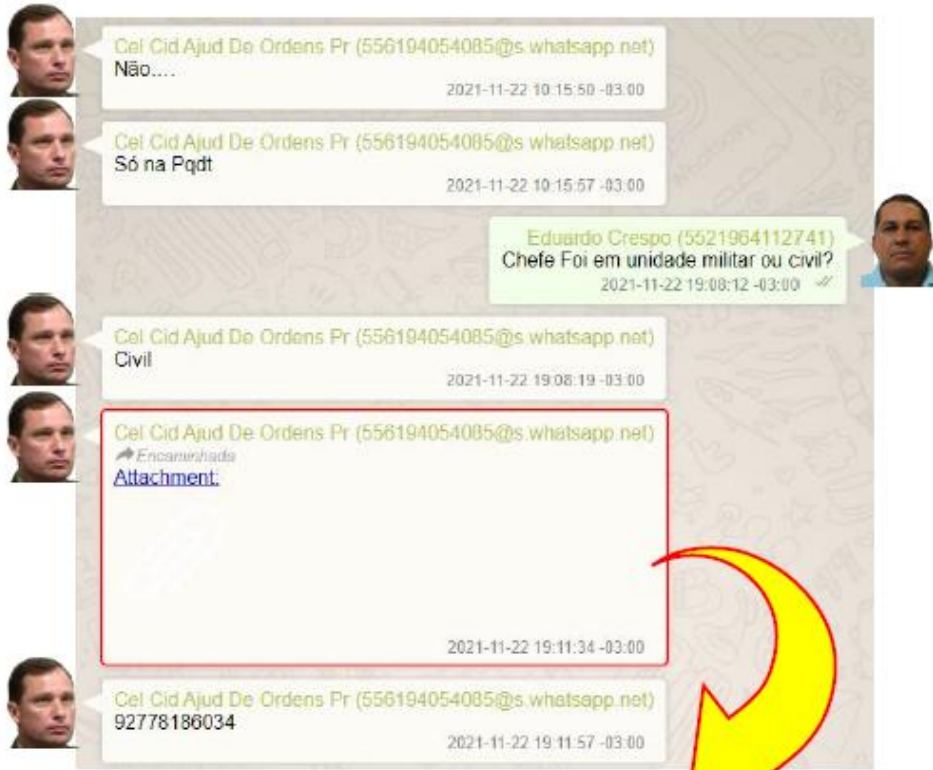 Cel Cid Ajud De Ordens Pr (556194054085@s.whatsapp.net)
Não....
2021-11-22 10:15:50 -03:00
Cel Cid Ajud De Ordens Pr (556194054085@s.whatsapp.net)
Só na Pqdt
2021-11-22 10:15:57 -03:00
Eduardo Crespo (5521964112741)
Chefe Foi em unidade militar ou civil?
2021-11-22 19:08:12 -03:00
Cel Cid Ajud De Ordens Pr (556194054085@s.whatsapp.net)
Civil
2021-11-22 19:08:19 -03:00
Cel Cid Ajud De Ordens Pr (556194054085@s.whatsapp.net)
Encaminhada
Attachment:
2021-11-22 19:11:34 -03:00
Cel Cid Ajud De Ordens Pr (556194054085@s.whatsapp.net)
92778186034
2021-11-22 19:11:57 -03:00